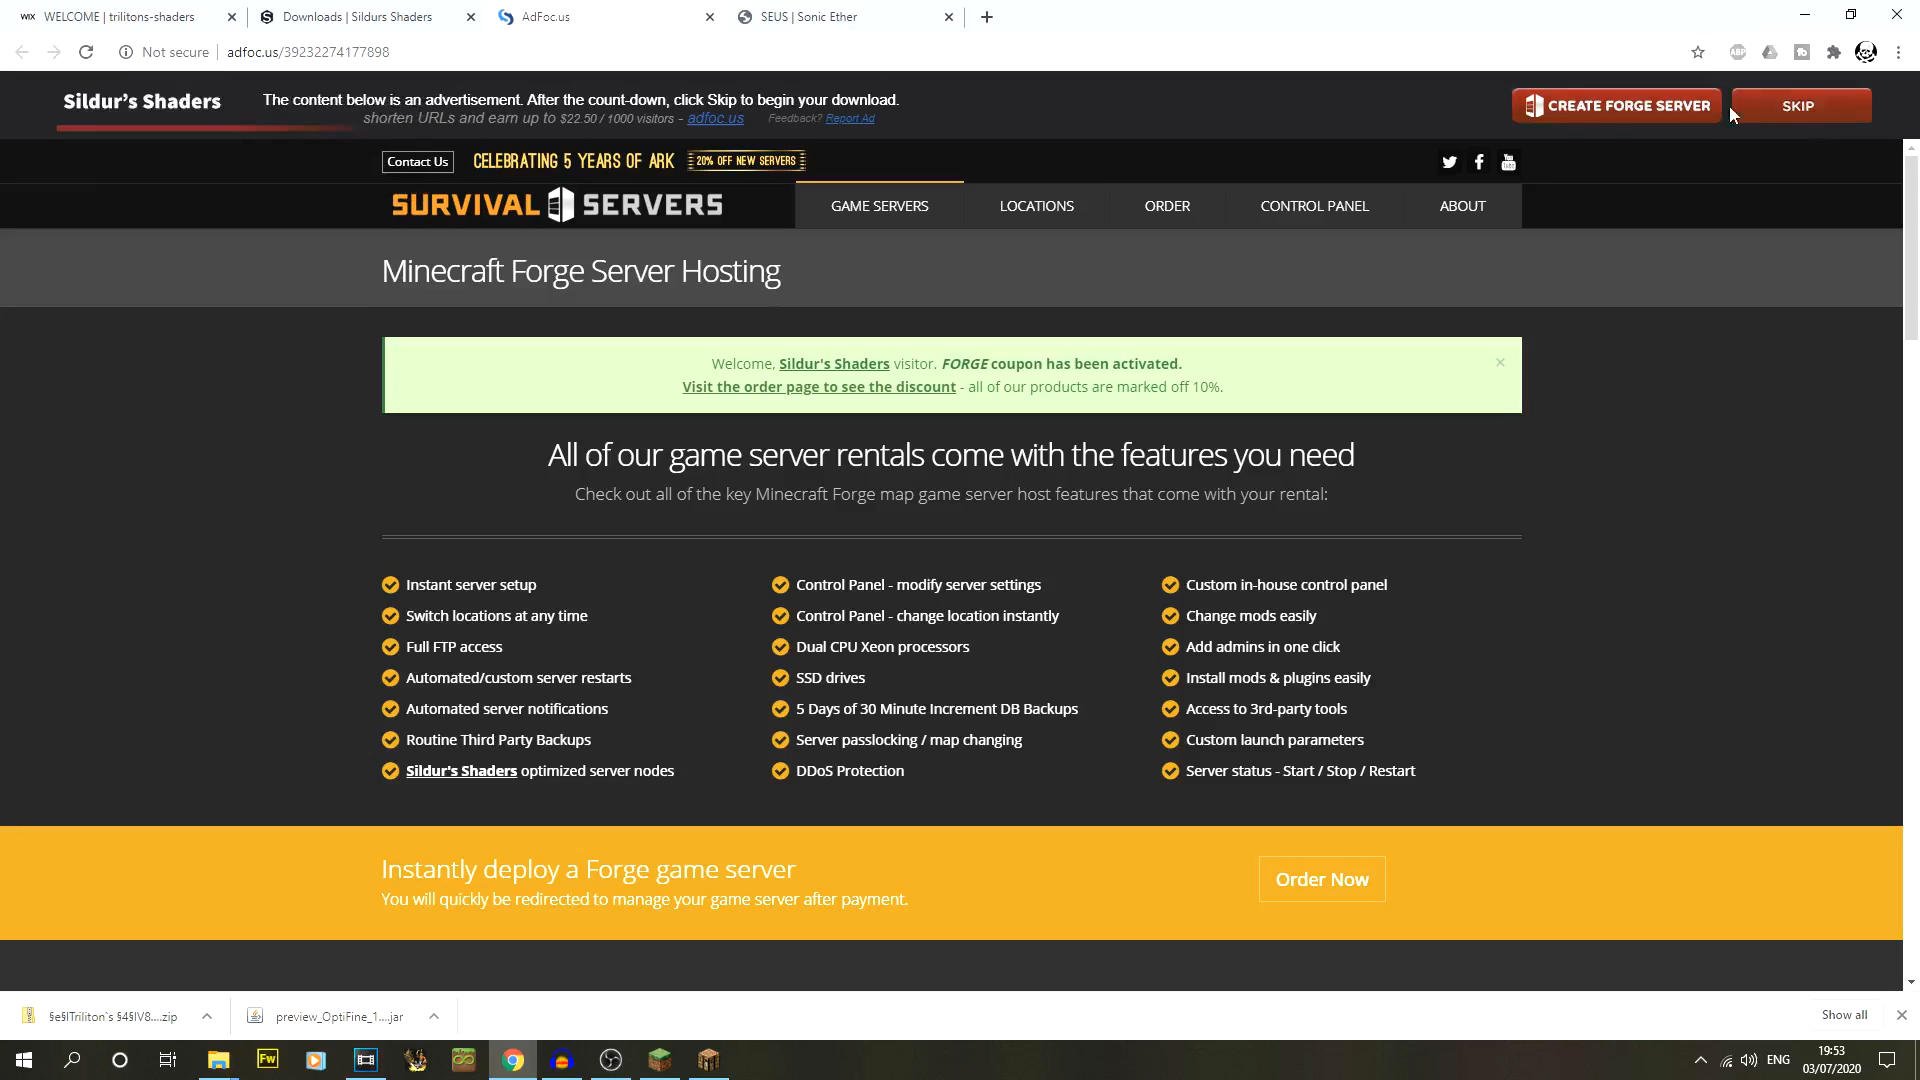 WIX WELCOME | trilitons-shaders
Downloads | Sildurs Shaders
AdFoc.us
SEUS | Sonic Ether
Not secure
adfoc.us/39232274177898
ABP
Sildur's Shaders
The content below is an advertisement. After the count-down, click Skip to begin your download.
shorten URLs and earn up to $22.50 / 1000 visitors - adfoc.us Feedback? Report Ad
CREATE FORGE SERVER
SKIP
Contact Us
CELEBRATING 5 YEARS OF ARK
20% OFF NEW SERVERS
SURVIVAL SERVERS
GAME SERVERS
LOCATIONS
ORDER
CONTROL PANEL
ABOUT
Minecraft Forge Server Hosting
Welcome, Sildur's Shaders visitor. FORGE coupon has been activated.
Visit the order page to see the discount - all of our products are marked off 10%.
All of our game server rentals come with the features you need
Check out all of the key Minecraft Forge map game server host features that come with your rental:
Instant server setup
Switch locations at any time
Full FTP access
Automated/custom server restarts
Automated server notifications
Routine Third Party Backups
Sildur's Shaders optimized server nodes
Control Panel - modify server settings
Control Panel - change location instantly
Dual CPU Xeon processors
SSD drives
5 Days of 30 Minute Increment DB Backups
Server passlocking / map changing
DDoS Protection
Custom in-house control panel
Change mods easily
Add admins in one click
Install mods & plugins easily
Access to 3rd-party tools
Custom launch parameters
Server status - Start / Stop / Restart
Instantly deploy a Forge game server
You will quickly be redirected to manage your game server after payment.
Order Now
§e§lTriliton`s §4§lV8....zip
preview_OptiFine_1....jar
Show all
Fw
ENG
19:53
03/07/2020